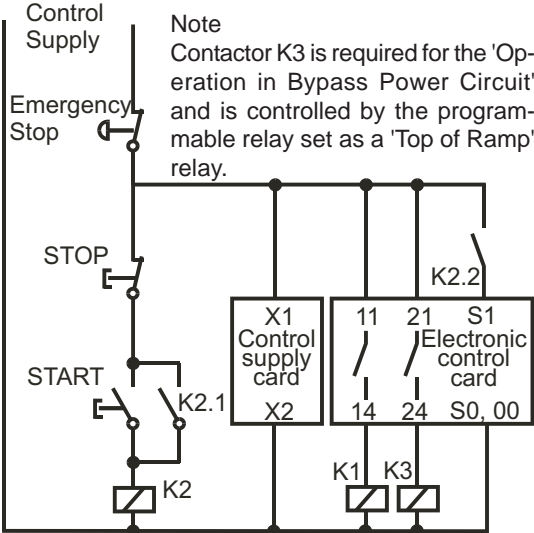 Control
Supply
Note
Contactor K3 is required for the 'Op-
eration in Bypass Power Circuit'
and is controlled by the program-
mable relay set as a 'Top of Ramp'
relay.
Emergency
Stop
STOP
K2.2
X1
11
21
S1
Control
supply
card
Electronic
control
card
START
K2.1
X2
14
24
S0, 00
K2
K1
K3